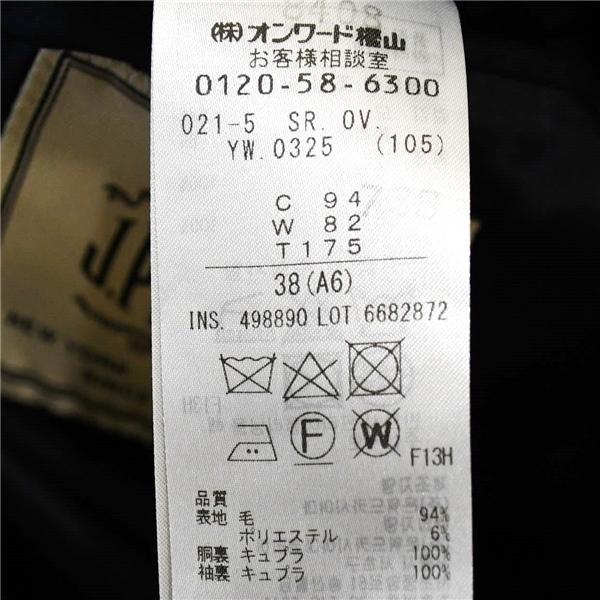 (株)オンワード樫山
お客様相談室
0120-58-6300
021-5 SR. OV.
YW. 0325 (105)
C 94
W 82
T 175
38(A6)
INS. 498890 LOT 6682872
F W F13H
品質
表地 毛 94%
ポリエステル 6%
胴裏 キュプラ 100%
袖裏 キュプラ 100%
J.P
NEW YORK